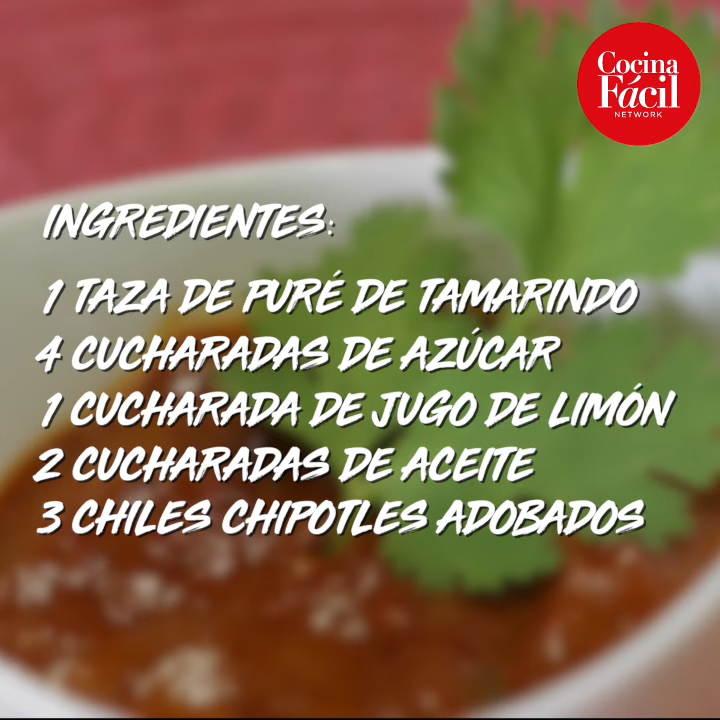 Cocina
Fácil
NETWORK
INGREDIENTES:
1 TAZA DE PURÉ DE TAMARINDO
4 CUCHARADAS DE AZÚCAR
1 CUCHARADA DE JUGO DE LIMÓN
2 CUCHARADAS DE ACEITE
3 CHILES CHIPOTLES ADOBADOS